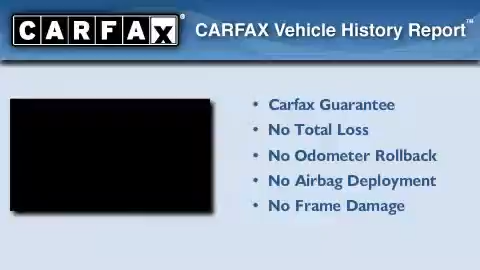 CARFAX® CARFAX Vehicle History Report™
• Carfax Guarantee
• No Total Loss
• No Odometer Rollback
• No Airbag Deployment
• No Frame Damage